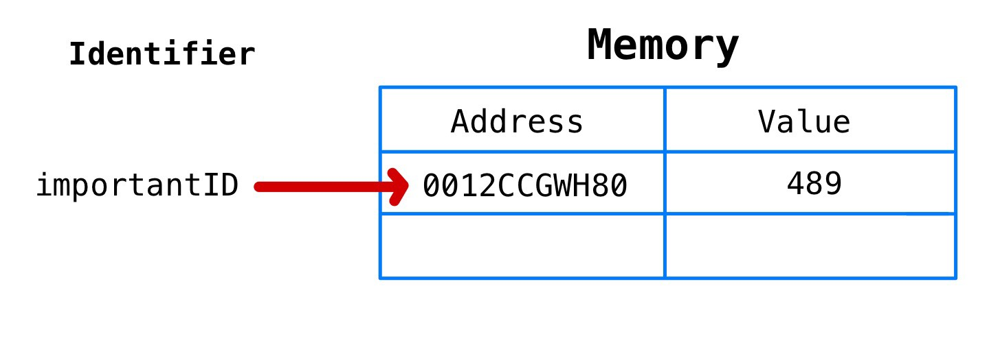 Identifier
Memory
Address Value
importantID 0012CCGWH80 489